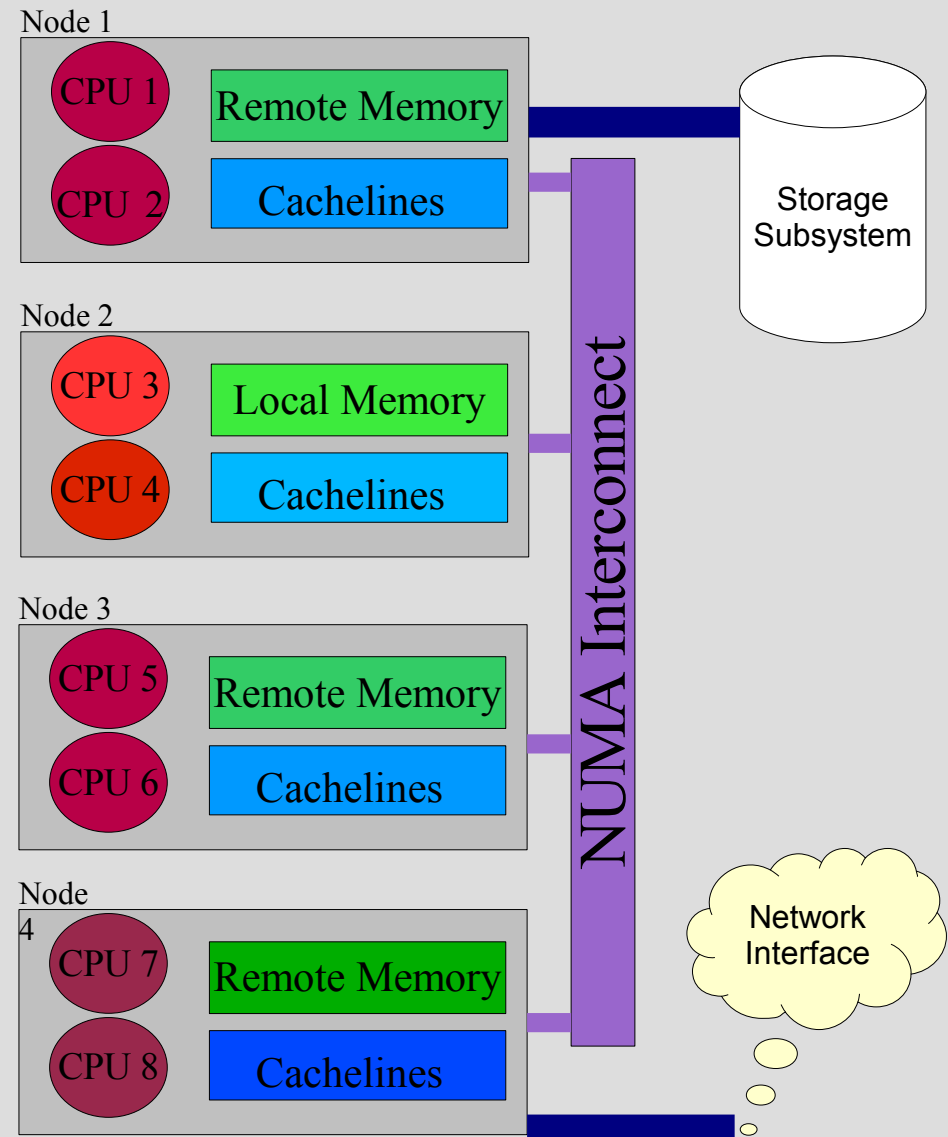 Node 1
CPU 1
Remote Memory
CPU 2
Cachelines
Storage
Subsystem
Node 2
CPU 3
Local Memory
CPU 4
Cachelines
NUMA Interconnect
Node 3
CPU 5
Remote Memory
CPU 6
Cachelines
Node
4
CPU 7
Remote Memory
CPU 8
Cachelines
Network
Interface